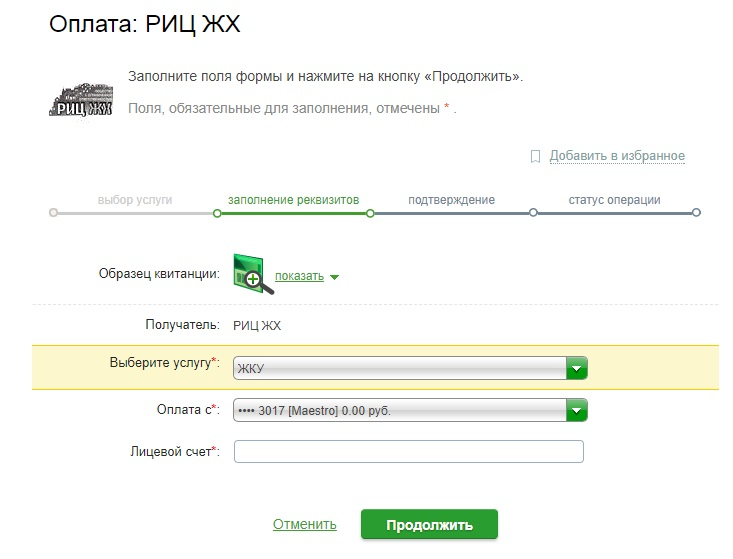 Оплата: РИЦ ЖХ
Заполните поля формы и нажмите на кнопку «Продолжить».
РИЦ ЖХ
Поля, обязательные для заполнения, отмечены * .
Добавить в избранное
выбор услуги заполнение реквизитов подтверждение статус операции
Образец квитанции: показать
Получатель: РИЦ ЖХ
Выберите услугу*: ЖКУ
Оплата с*: •••• 3017 [Maestro] 0.00 руб.
Лицевой счет*:
Отменить Продолжить